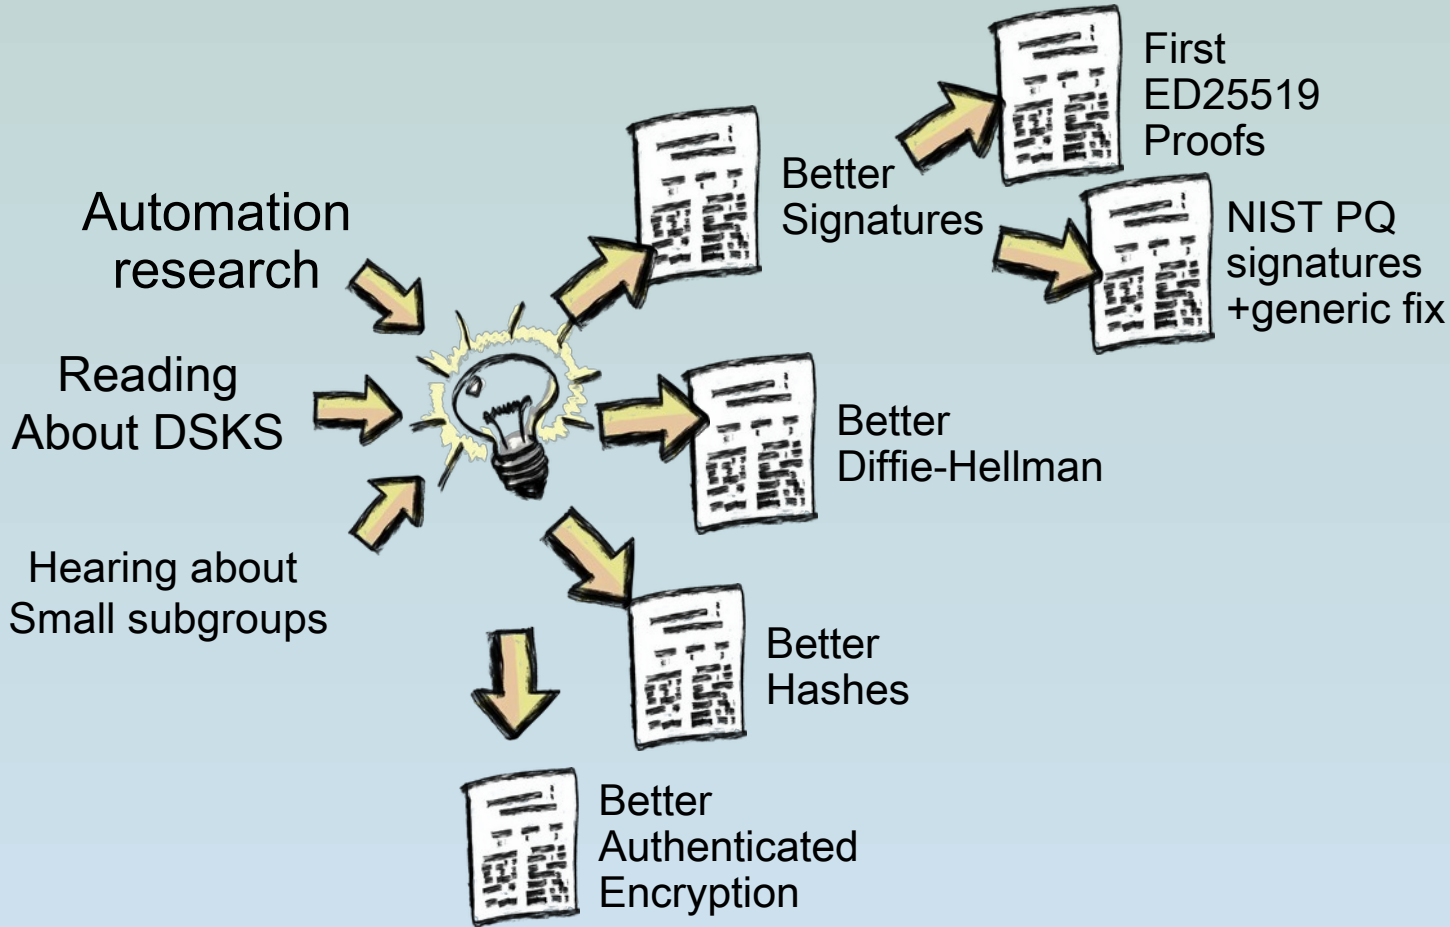 Automation
research
Reading
About DSKS
Hearing about
Small subgroups
Better
Signatures
First
ED25519
Proofs
NIST PQ
signatures
+generic fix
Better
Diffie-Hellman
Better
Hashes
Better
Authenticated
Encryption